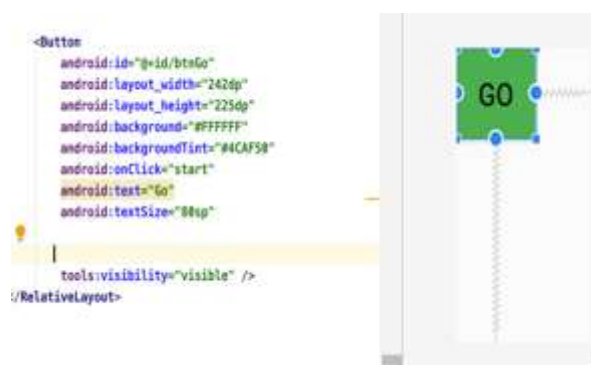 <Button
android:id="@+id/btnGo"
android:layout_width="242dp"
android:layout_height="225dp"
android:background="#FFFFFF"
android:backgroundTint="#4CAF50"
android:onClick="start"
android:text="Go"
android:textSize="80sp"
tools:visibility="visible" />
</RelativeLayout>
GO